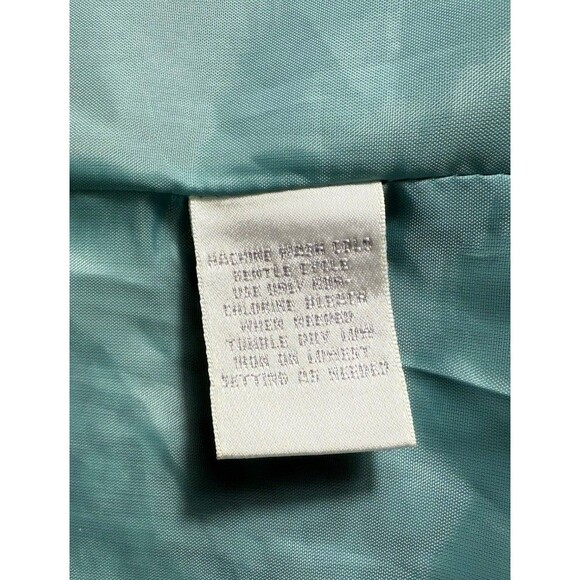 MACHINE WASH COLD
GENTLE CYCLE
USE ONLY NON-
CHLORINE BLEACH
WHEN NEEDED
TUMBLE DRY LOW
IRON ON LOWEST
SETTING AS NEEDED